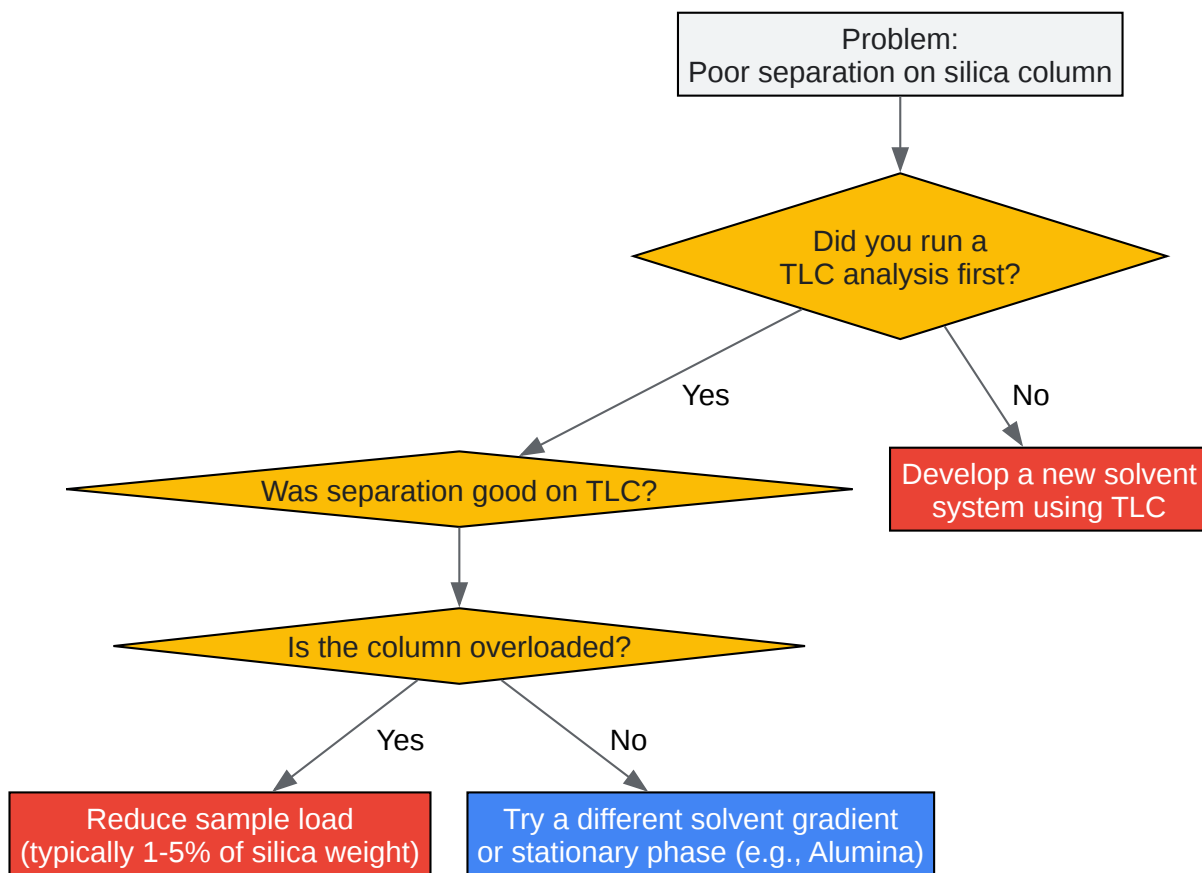 Problem:
Poor separation on silica column
Did you run a
TLC analysis first?
Yes
No
Develop a new solvent
system using TLC
Was separation good on TLC?
Is the column overloaded?
Yes
No
Reduce sample load
(typically 1-5% of silica weight)
Try a different solvent gradient
or stationary phase (e.g., Alumina)